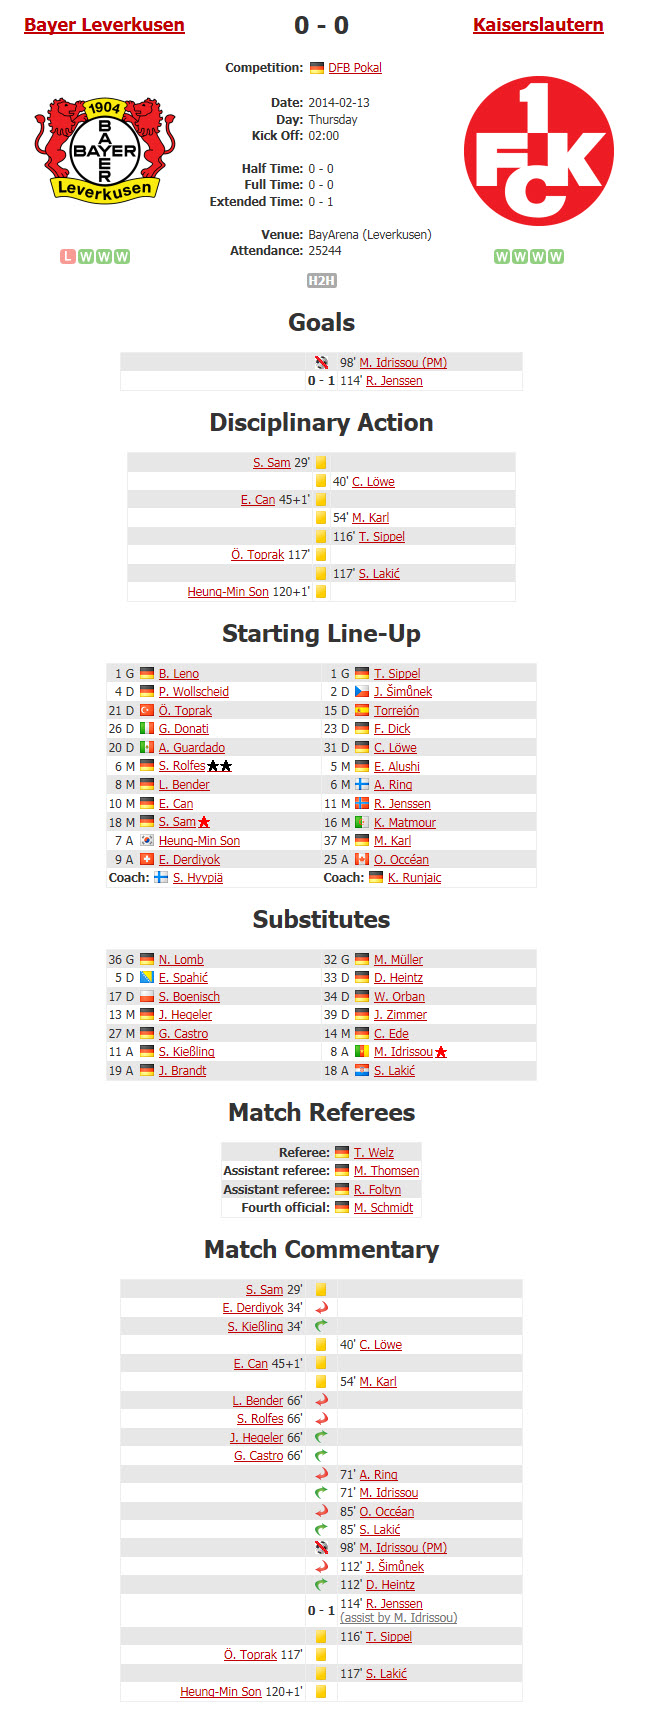 Bayer Leverkusen 0 - 0 Kaiserslautern
Competition: DFB Pokal
Date: 2014-02-13
Day: Thursday
Kick Off: 02:00
Half Time: 0 - 0
Full Time: 0 - 0
Extended Time: 0 - 1
Venue: BayArena (Leverkusen)
Attendance: 25244
1904
BAYER
BAYER
Leverkusen
1
FCK
L W W W
W W W W
H2H
Goals
98' M. Idrissou (PM)
0 - 1 114' R. Jenssen
Disciplinary Action
S. Sam 29'
40' C. Löwe
E. Can 45+1'
54' M. Karl
116' T. Sippel
Ö. Toprak 117'
117' S. Lakić
Heung-Min Son 120+1'
Starting Line-Up
1 G B. Leno 1 G T. Sippel
4 D P. Wollscheid 2 D J. Šimůnek
21 D Ö. Toprak 15 D Torrejón
26 D G. Donati 23 D F. Dick
20 D A. Guardado 31 D C. Löwe
6 M S. Rolfes 5 M E. Alushi
8 M L. Bender 6 M A. Ring
10 M E. Can 11 M R. Jenssen
18 M S. Sam 16 M K. Matmour
7 A Heung-Min Son 37 M M. Karl
9 A E. Derdiyok 25 A O. Occéan
Coach: S. Hyypiä Coach: K. Runjaic
Substitutes
36 G N. Lomb 32 G M. Müller
5 D E. Spahić 33 D D. Heintz
17 D S. Boenisch 34 D W. Orban
13 M J. Hegeler 39 D J. Zimmer
27 M G. Castro 14 M C. Ede
11 A S. Kießling 8 A M. Idrissou
19 A J. Brandt 18 A S. Lakić
Match Referees
Referee: T. Welz
Assistant referee: M. Thomsen
Assistant referee: R. Foltyn
Fourth official: M. Schmidt
Match Commentary
S. Sam 29'
E. Derdiyok 34'
S. Kießling 34'
40' C. Löwe
E. Can 45+1'
54' M. Karl
L. Bender 66'
S. Rolfes 66'
J. Hegeler 66'
G. Castro 66'
71' A. Ring
71' M. Idrissou
85' O. Occéan
85' S. Lakić
98' M. Idrissou (PM)
112' J. Šimůnek
112' D. Heintz
0 - 1 114' R. Jenssen
(assist by M. Idrissou)
116' T. Sippel
Ö. Toprak 117'
117' S. Lakić
Heung-Min Son 120+1'